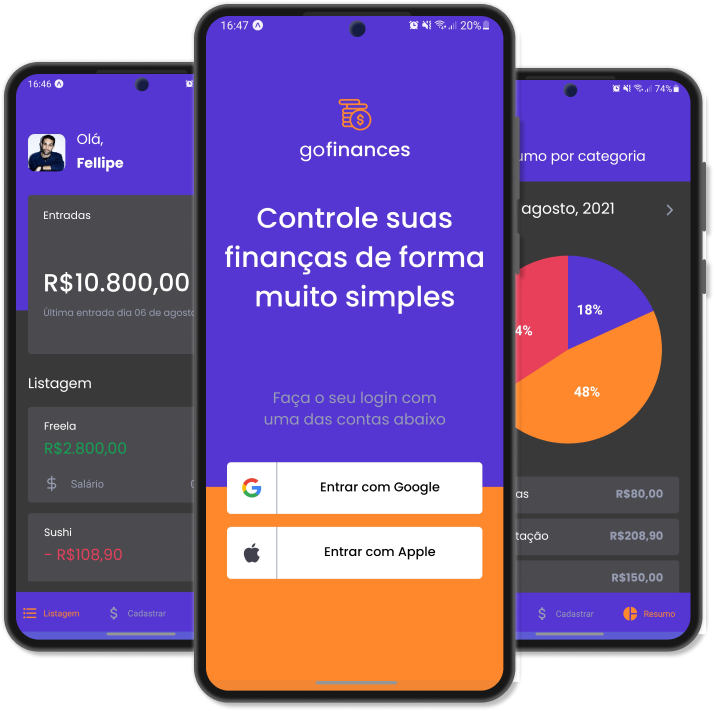 16:46
Olá,
Fellipe
Entradas
R$10.800,00
Última entrada dia 06 de agosto
Listagem
Freela
R$2.800,00
Salário
Sushi
- R$108,90
Listagem
Cadastrar
16:47
20%
gofinances
Controle suas
finanças de forma
muito simples
Faça o seu login com
uma das contas abaixo
Entrar com Google
Entrar com Apple
74%
umo por categoria
agosto, 2021
18%
4%
48%
as
R$80,00
tação
R$208,90
R$150,00
Cadastrar
Resumo